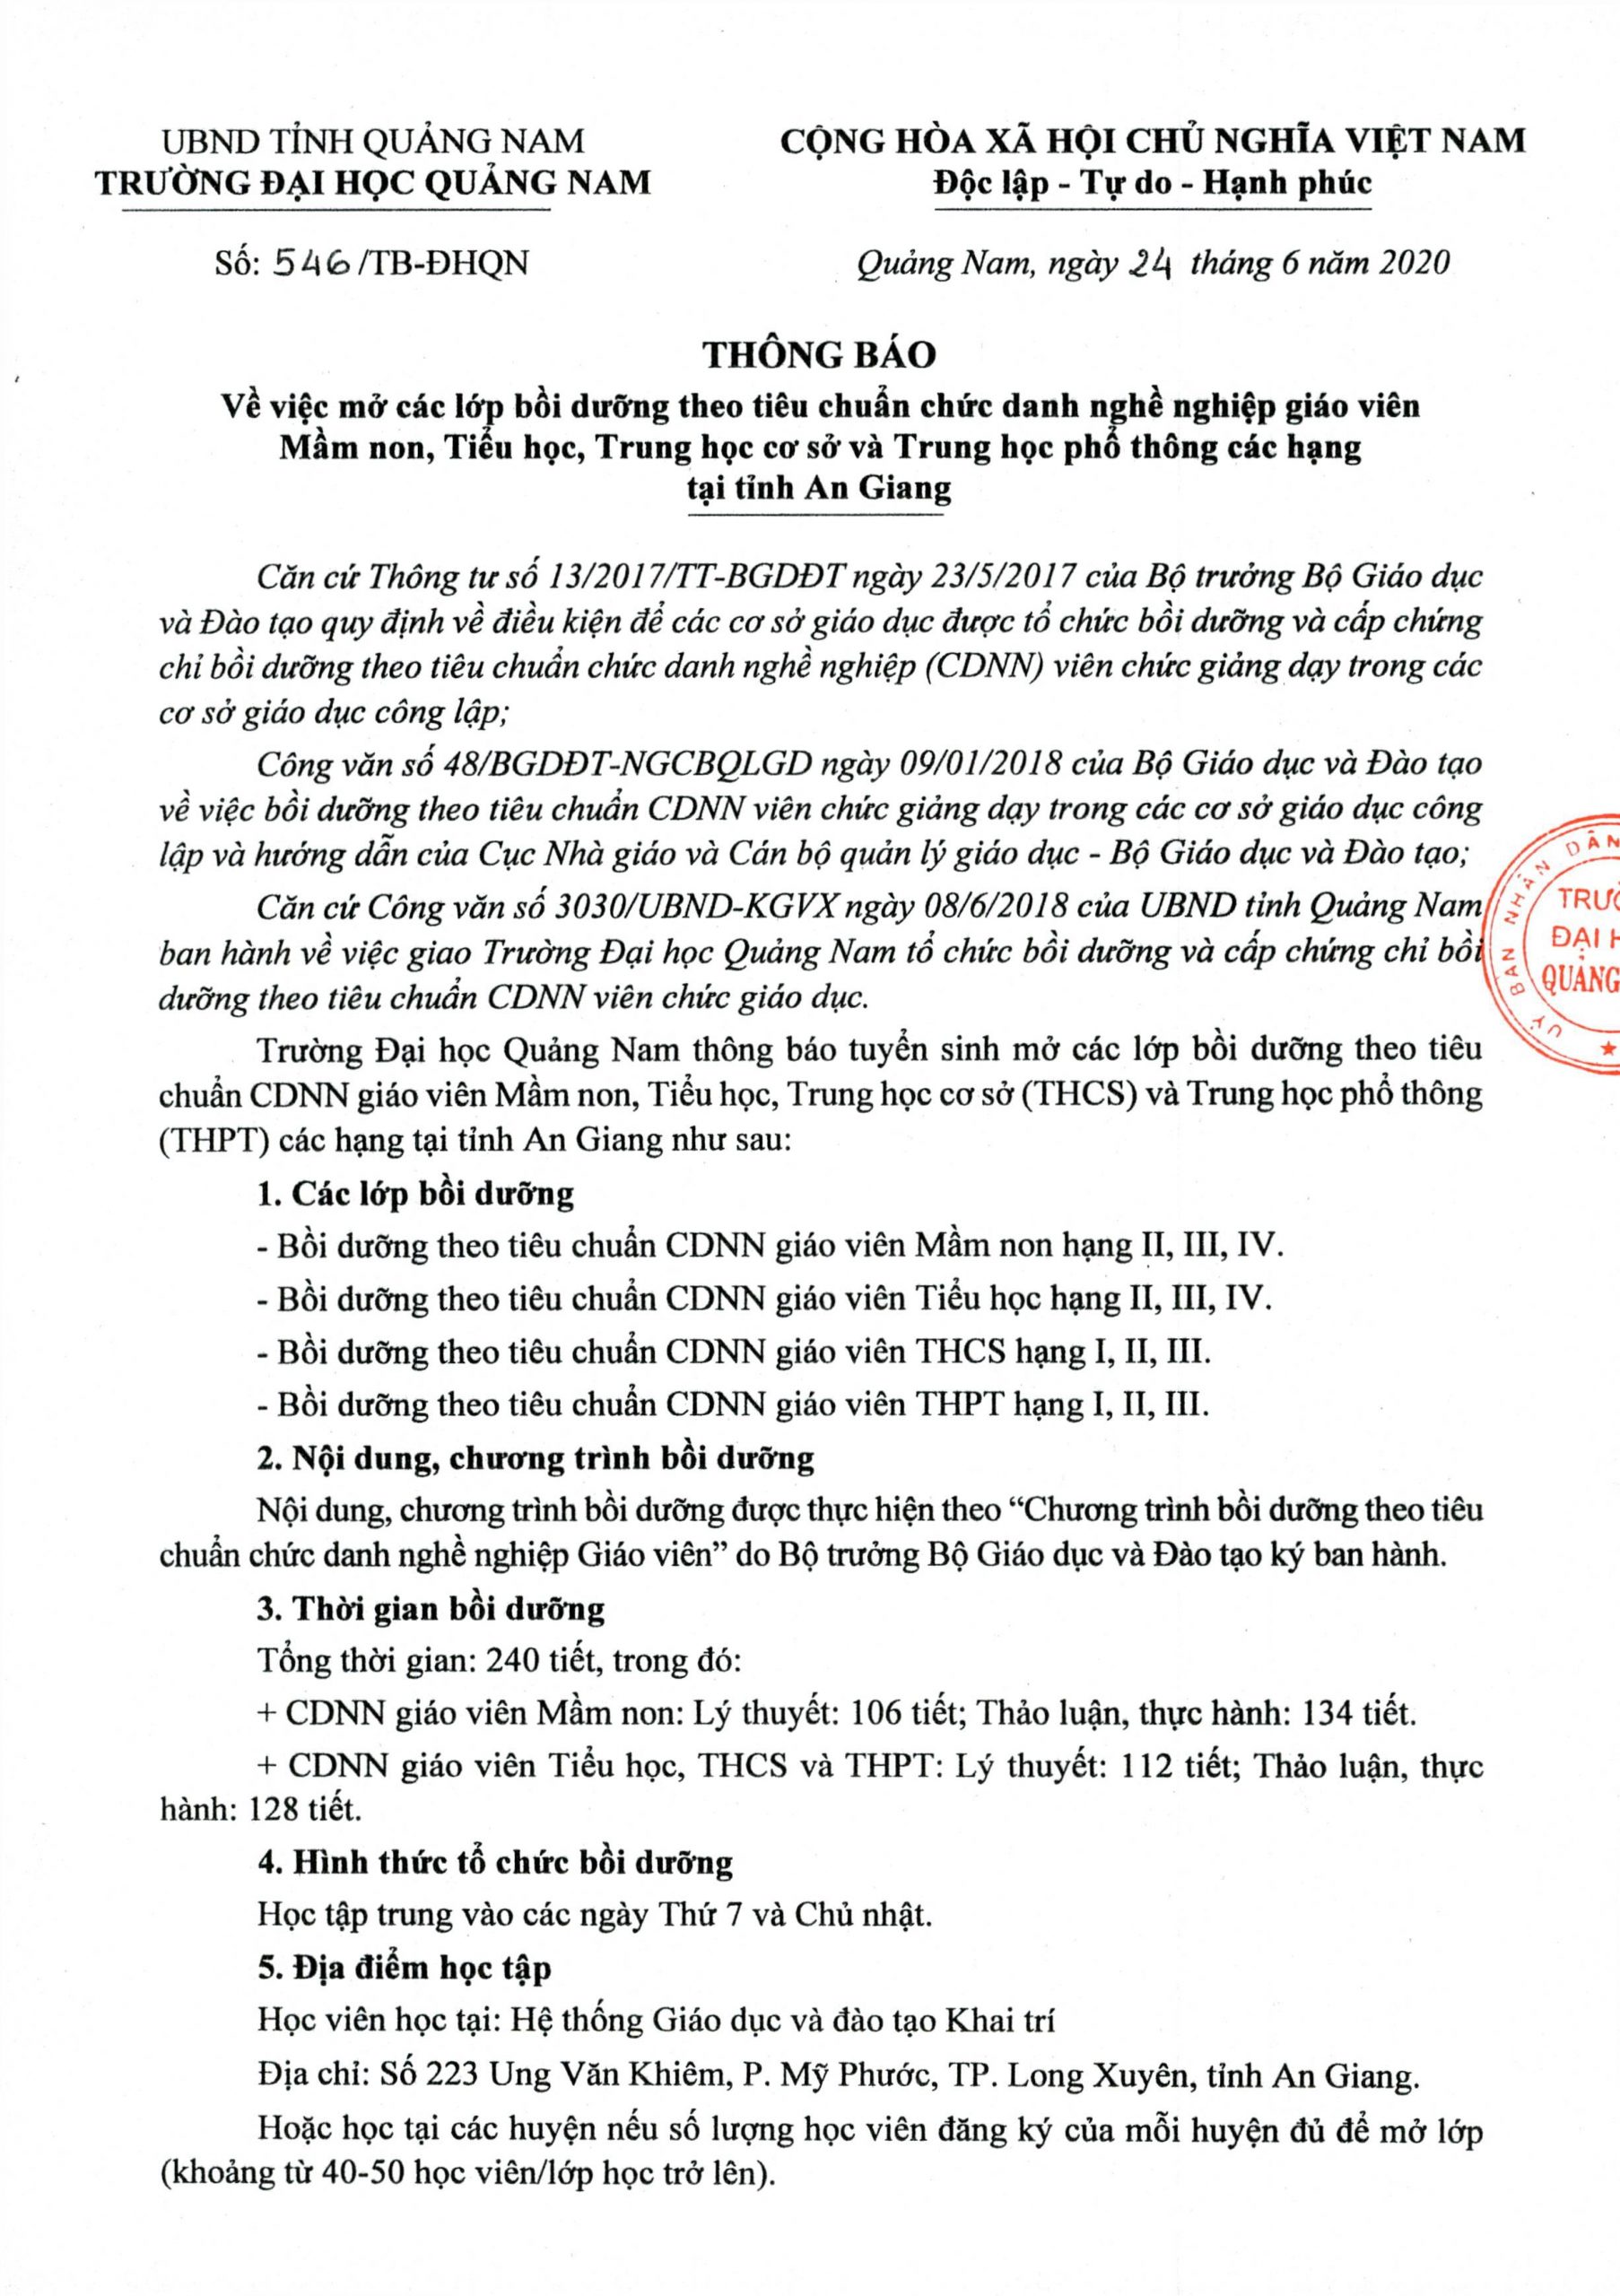 UBND TỈNH QUẢNG NAM
TRƯỜNG ĐẠI HỌC QUẢNG NAM
CỘNG HÒA XÃ HỘI CHỦ NGHĨA VIỆT NAM
Độc lập - Tự do - Hạnh phúc
Số: 546/TB-ĐHQN
Quảng Nam, ngày 24 tháng 6 năm 2020
THÔNG BÁO
Về việc mở các lớp bồi dưỡng theo tiêu chuẩn chức danh nghề nghiệp giáo viên
Mầm non, Tiểu học, Trung học cơ sở và Trung học phổ thông các hạng
tại tỉnh An Giang
Căn cứ Thông tư số 13/2017/TT-BGDĐT ngày 23/5/2017 của Bộ trưởng Bộ Giáo dục
và Đào tạo quy định về điều kiện để các cơ sở giáo dục được tổ chức bồi dưỡng và cấp chứng
chỉ bồi dưỡng theo tiêu chuẩn chức danh nghề nghiệp (CDNN) viên chức giảng dạy trong các
cơ sở giáo dục công lập;
Công văn số 48/BGDĐT-NGCBQLGD ngày 09/01/2018 của Bộ Giáo dục và Đào tạo
về việc bồi dưỡng theo tiêu chuẩn CDNN viên chức giảng dạy trong các cơ sở giáo dục công
lập và hướng dẫn của Cục Nhà giáo và Cán bộ quản lý giáo dục - Bộ Giáo dục và Đào tạo;
Căn cứ Công văn số 3030/UBND-KGVX ngày 08/6/2018 của UBND tỉnh Quảng Nam
ban hành về việc giao Trường Đại học Quảng Nam tổ chức bồi dưỡng và cấp chứng chỉ bồi
dưỡng theo tiêu chuẩn CDNN viên chức giáo dục.
UỶ BAN NHÂN DÂN
ĐẠI H
QUẢNG
Trường Đại học Quảng Nam thông báo tuyển sinh mở các lớp bồi dưỡng theo tiêu
chuẩn CDNN giáo viên Mầm non, Tiểu học, Trung học cơ sở (THCS) và Trung học phổ thông
(THPT) các hạng tại tỉnh An Giang như sau:
1. Các lớp bồi dưỡng
- Bồi dưỡng theo tiêu chuẩn CDNN giáo viên Mầm non hạng II, III, IV.
- Bồi dưỡng theo tiêu chuẩn CDNN giáo viên Tiểu học hạng II, III, IV.
- Bồi dưỡng theo tiêu chuẩn CDNN giáo viên THCS hạng I, II, III.
- Bồi dưỡng theo tiêu chuẩn CDNN giáo viên THPT hạng I, II, III.
2. Nội dung, chương trình bồi dưỡng
Nội dung, chương trình bồi dưỡng được thực hiện theo “Chương trình bồi dưỡng theo tiêu
chuẩn chức danh nghề nghiệp Giáo viên” do Bộ trưởng Bộ Giáo dục và Đào tạo ký ban hành.
3. Thời gian bồi dưỡng
Tổng thời gian: 240 tiết, trong đó:
+ CDNN giáo viên Mầm non: Lý thuyết: 106 tiết; Thảo luận, thực hành: 134 tiết.
+ CDNN giáo viên Tiểu học, THCS và THPT: Lý thuyết: 112 tiết; Thảo luận, thực
hành: 128 tiết.
4. Hình thức tổ chức bồi dưỡng
Học tập trung vào các ngày Thứ 7 và Chủ nhật.
5. Địa điểm học tập
Học viên học tại: Hệ thống Giáo dục và đào tạo Khai trí
Địa chỉ: Số 223 Ung Văn Khiêm, P. Mỹ Phước, TP. Long Xuyên, tỉnh An Giang.
Hoặc học tại các huyện nếu số lượng học viên đăng ký của mỗi huyện đủ để mở lớp
(khoảng từ 40-50 học viên/lớp học trở lên).